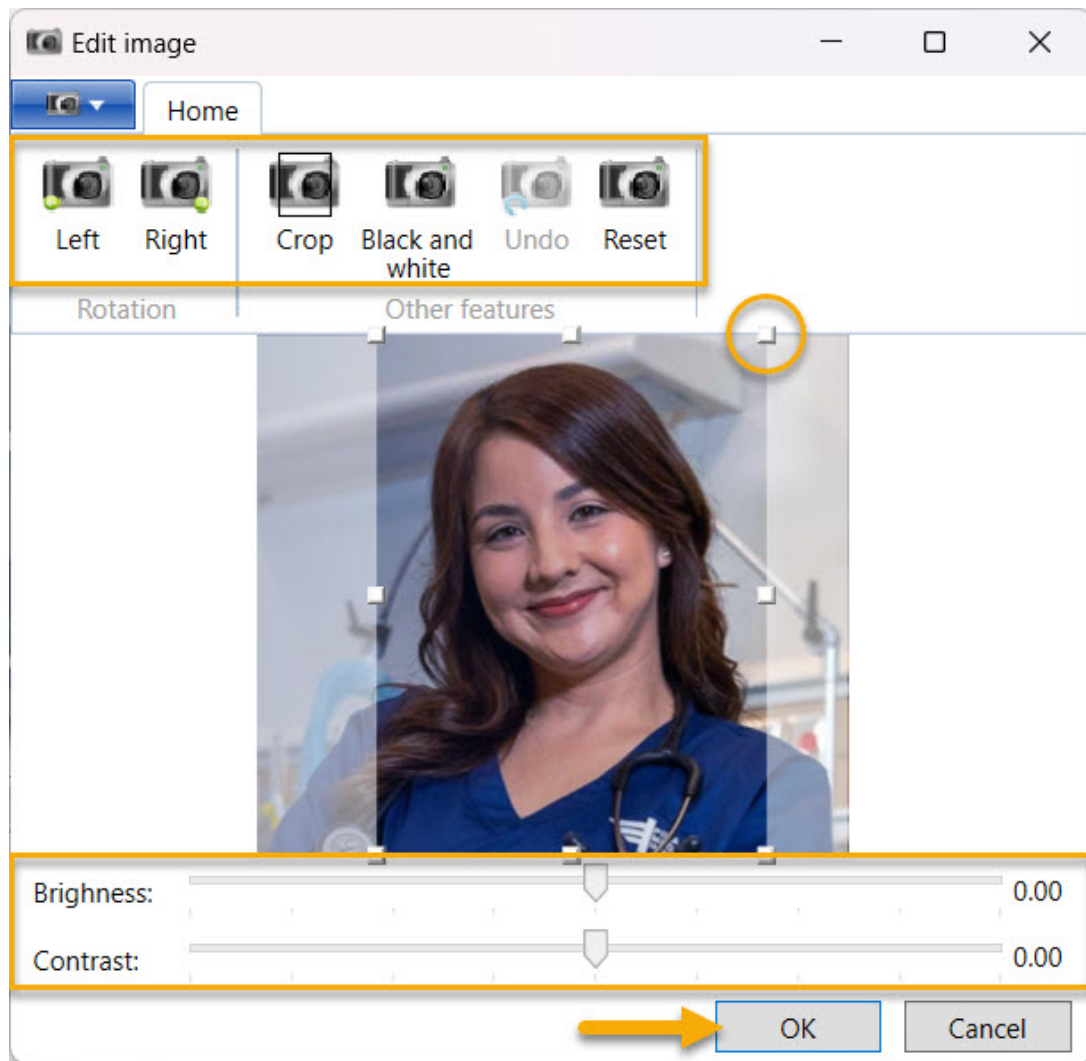 Edit image
Home
Left Right Crop Black and white Undo Reset
Rotation Other features
Brighness: 0.00
Contrast: 0.00
OK Cancel